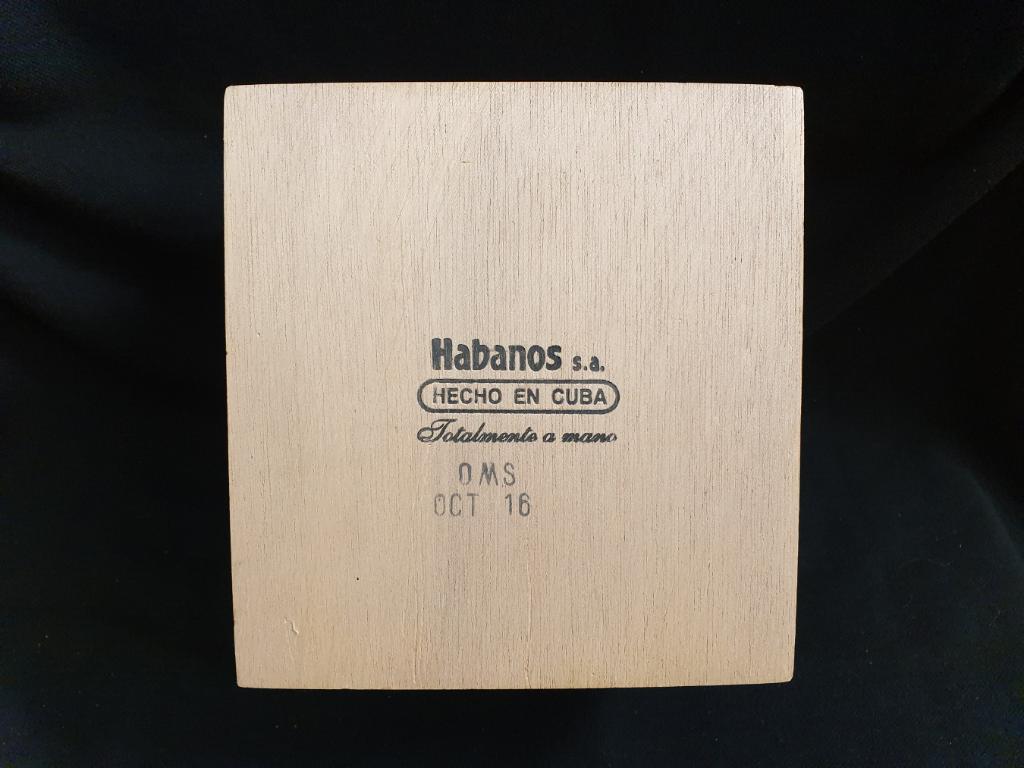 Habanos s.a.
HECHO EN CUBA
Totalmente a mano
OMS
OCT 16